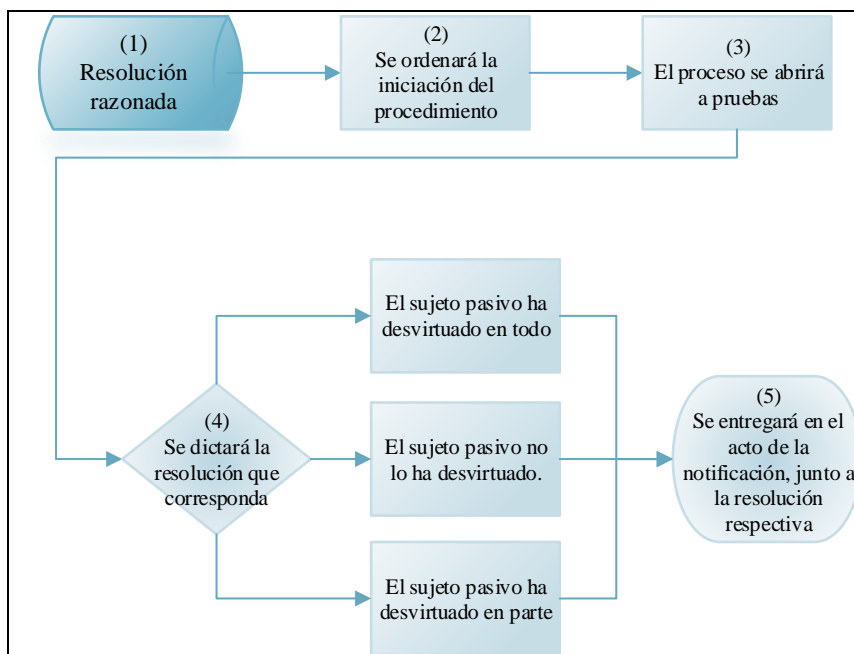 (1)
Resolución
razonada
(2)
Se ordenará la
iniciación del
procedimiento
(3)
El proceso se abrirá
a pruebas
El sujeto pasivo ha
desvirtuado en todo
(4)
Se dictará la
resolución que
corresponda
El sujeto pasivo no
lo ha desvirtuado.
El sujeto pasivo ha
desvirtuado en parte
(5)
Se entregará en el
acto de la
notificación, junto a
la resolución
respectiva